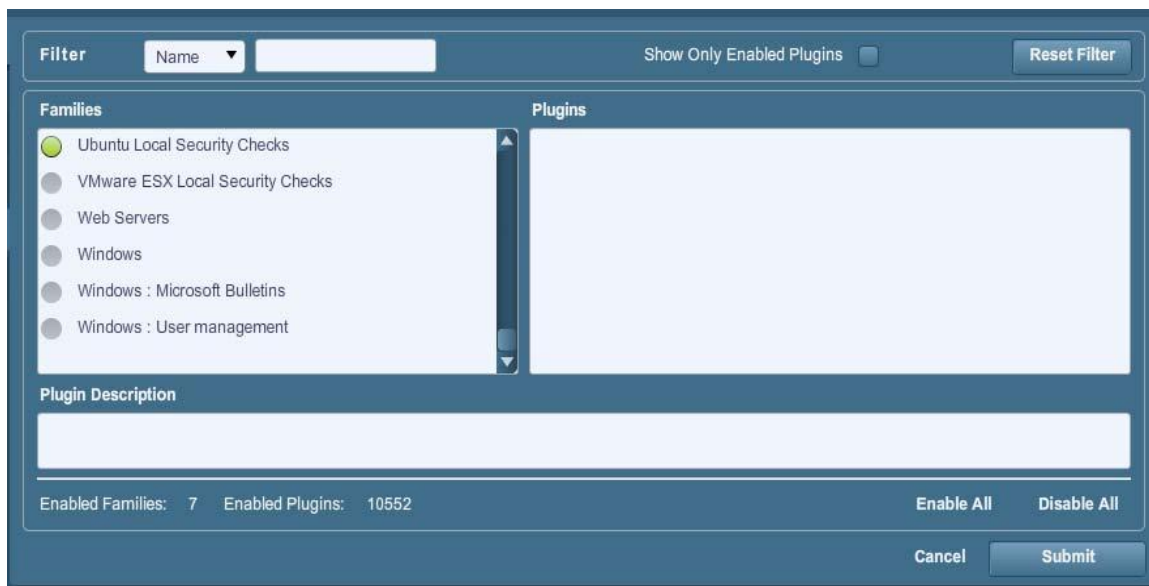 Filter Name Show Only Enabled Plugins Reset Filter
Families Plugins
Ubuntu Local Security Checks
VMware ESX Local Security Checks
Web Servers
Windows
Windows : Microsoft Bulletins
Windows : User management
Plugin Description
Enabled Families: 7 Enabled Plugins: 10552 Enable All Disable All
Cancel Submit